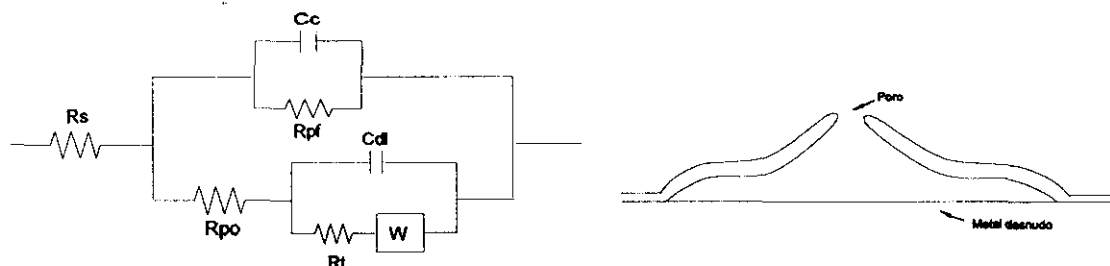 Cc
Rs
Rpf
Cdl
Rpo
W
Rt
Poro
Metal desnudo